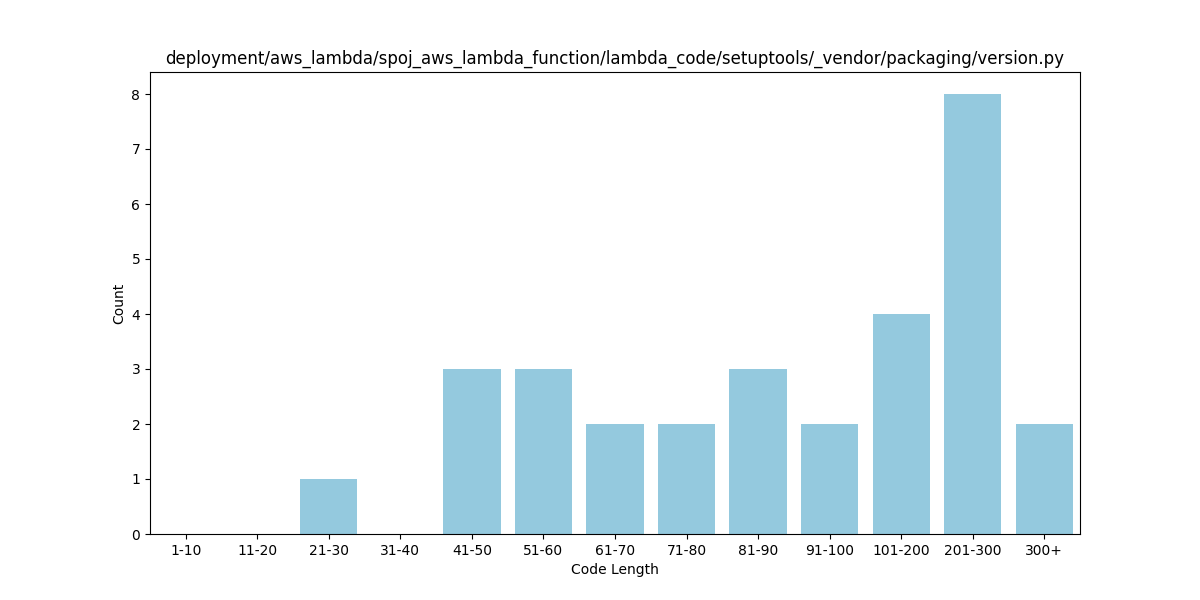 deployment/aws_lambda/spoj_aws_lambda_function/lambda_code/setuptools/_vendor/packaging/version.py
8
7
6
5
4
3
2
1
0
Count
1-10 11-20 21-30 31-40 41-50 51-60 61-70 71-80 81-90 91-100 101-200 201-300 300+
Code Length